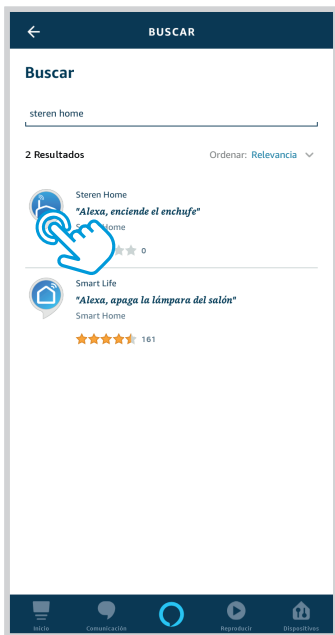 BUSCAR
Buscar
steren home
2 Resultados Ordenar: Relevancia
Steren Home
"Alexa, enciende el enchufe"
Home
0
Smart Life
"Alexa, apaga la lámpara del salón"
Smart Home
161
Inicio Comunicación Reproducir Dispositivos